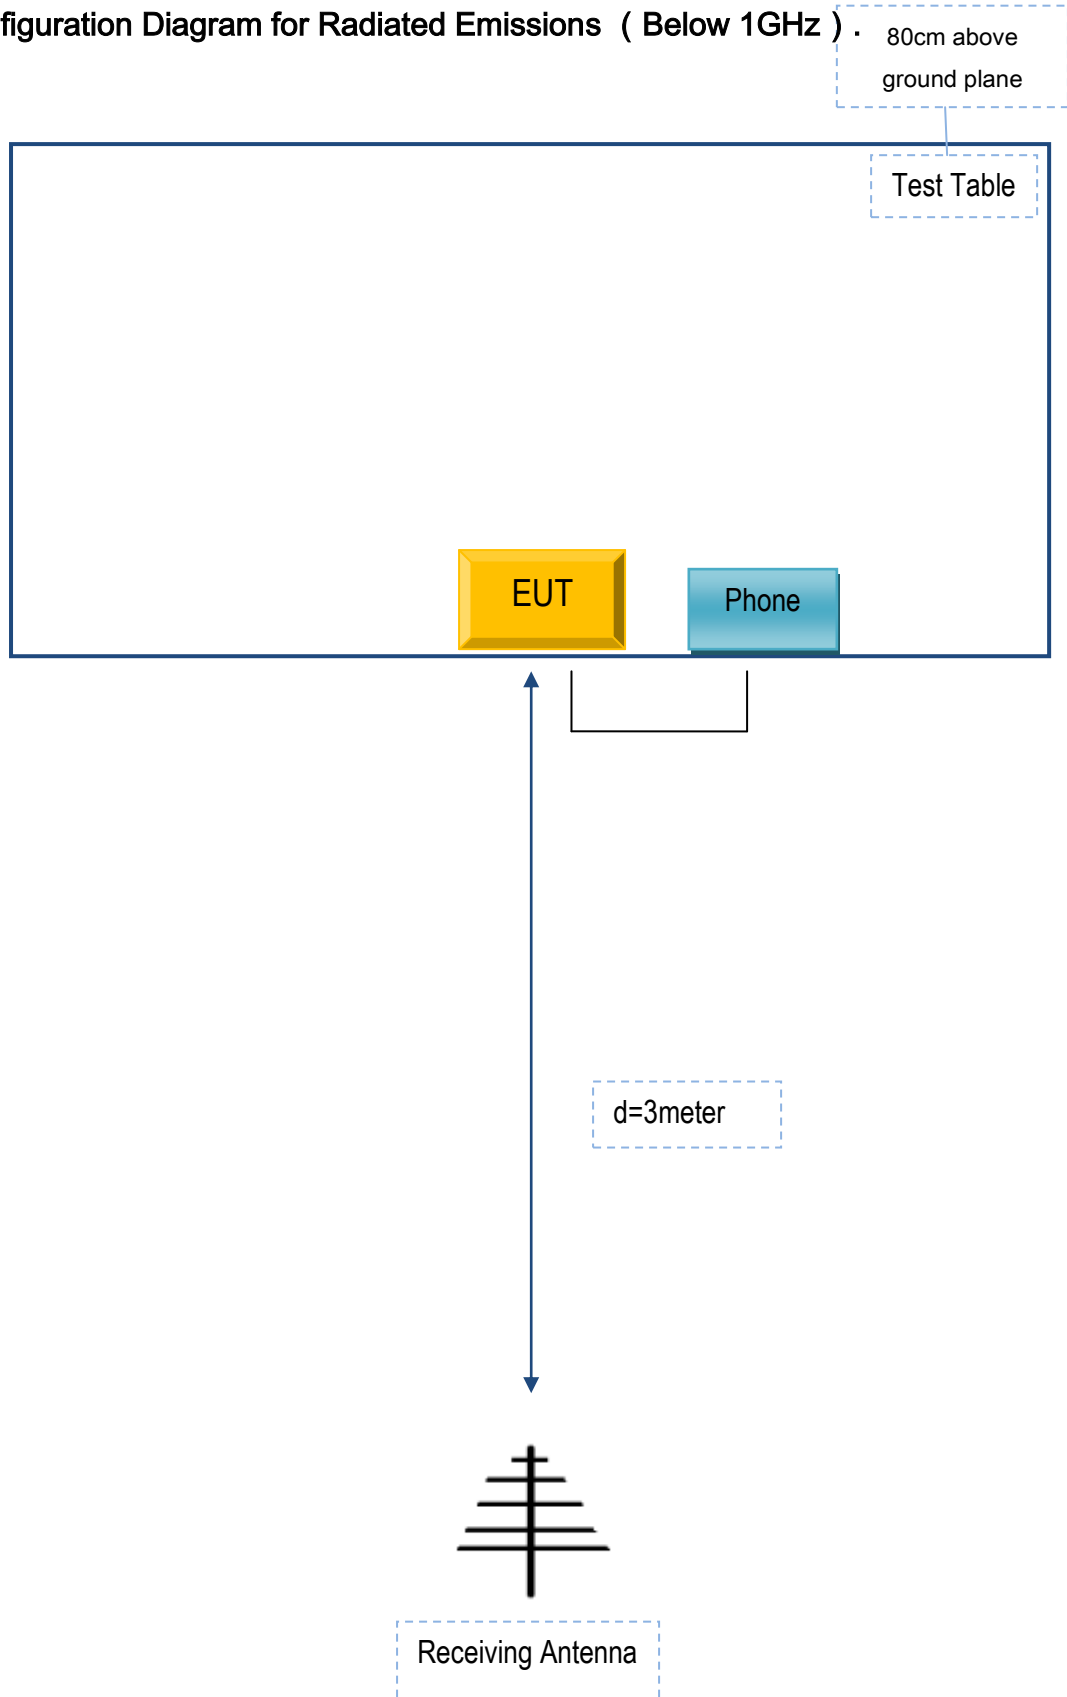 figuration Diagram for Radiated Emissions （Below 1GHz）.
80cm above
ground plane
Test Table
EUT
Phone
d=3meter
Receiving Antenna